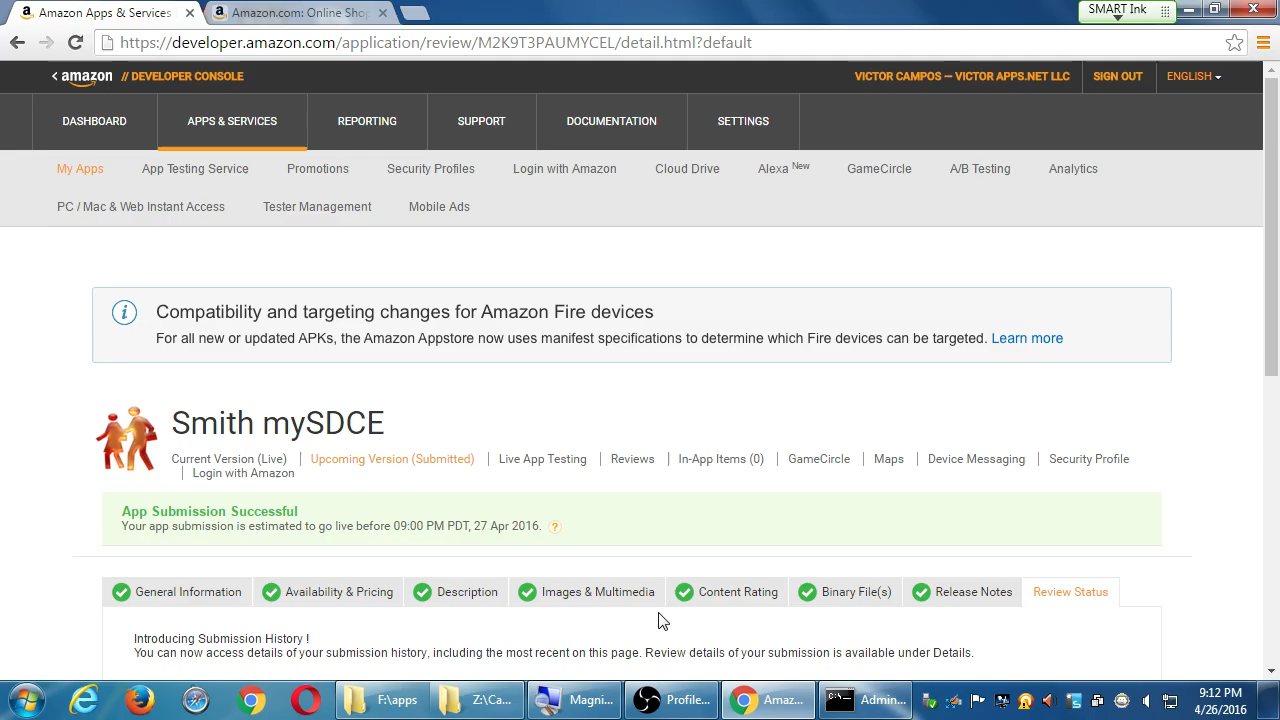 Amazon Apps & Services
Amazon.com: Online Shop
SMART Ink
https://developer.amazon.com/application/review/M2K9T3PAUMYCEL/detail.html?default
< amazon // DEVELOPER CONSOLE
VICTOR CAMPOS — VICTOR APPS.NET LLC
SIGN OUT
ENGLISH
DASHBOARD
APPS & SERVICES
REPORTING
SUPPORT
DOCUMENTATION
SETTINGS
My Apps
App Testing Service
Promotions
Security Profiles
Login with Amazon
Cloud Drive
Alexa New
GameCircle
A/B Testing
Analytics
PC / Mac & Web Instant Access
Tester Management
Mobile Ads
Compatibility and targeting changes for Amazon Fire devices
For all new or updated APKs, the Amazon Appstore now uses manifest specifications to determine which Fire devices can be targeted. Learn more
Smith mySDCE
Current Version (Live)
Upcoming Version (Submitted)
Live App Testing
Reviews
In-App Items (0)
GameCircle
Maps
Device Messaging
Security Profile
Login with Amazon
App Submission Successful
Your app submission is estimated to go live before 09:00 PM PDT, 27 Apr 2016. ?
General Information
Availability & Pricing
Description
Images & Multimedia
Content Rating
Binary File(s)
Release Notes
Review Status
Introducing Submission History !
You can now access details of your submission history, including the most recent on this page. Review details of your submission is available under Details.
F:\apps
Z:\Ca...
Magni...
Profile...
Amaz...
Admin...
9:12 PM
4/26/2016